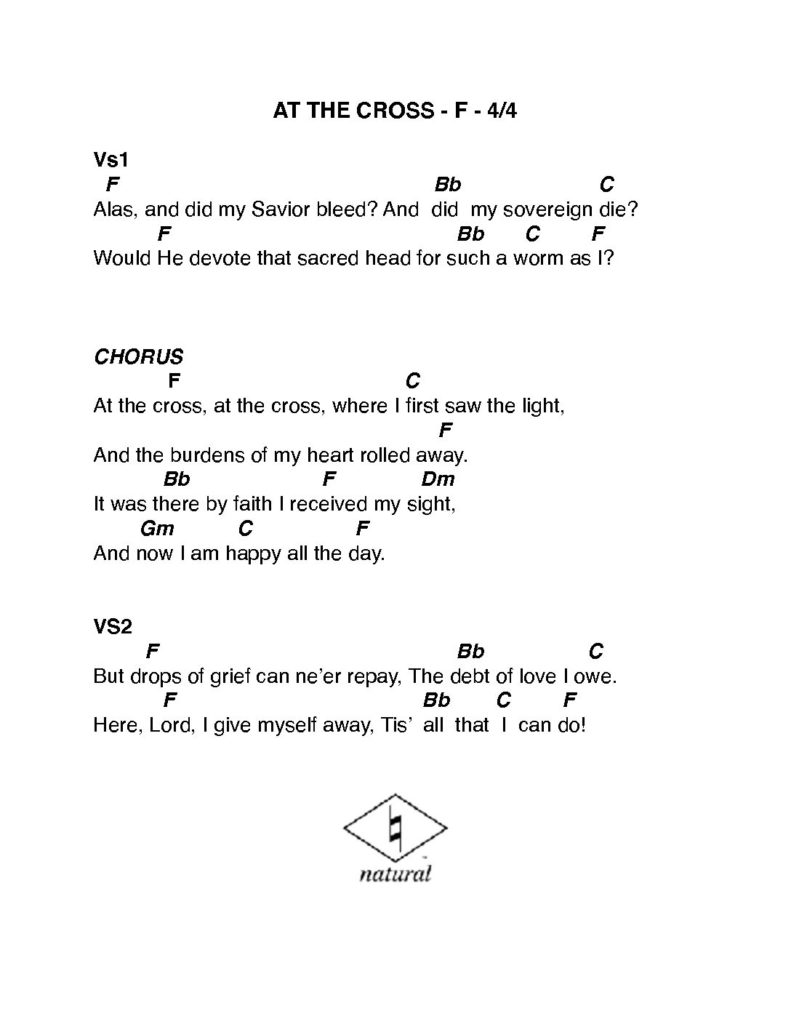 AT THE CROSS - F - 4/4
Vs1
F Bb C
Alas, and did my Savior bleed? And did my sovereign die?
F Bb C F
Would He devote that sacred head for such a worm as I?
CHORUS
F C
At the cross, at the cross, where I first saw the light,
F
And the burdens of my heart rolled away.
Bb F Dm
It was there by faith I received my sight,
Gm C F
And now I am happy all the day.
VS2
F Bb C
But drops of grief can ne’er repay, The debt of love I owe.
F Bb C F
Here, Lord, I give myself away, Tis’ all that I can do!
natural